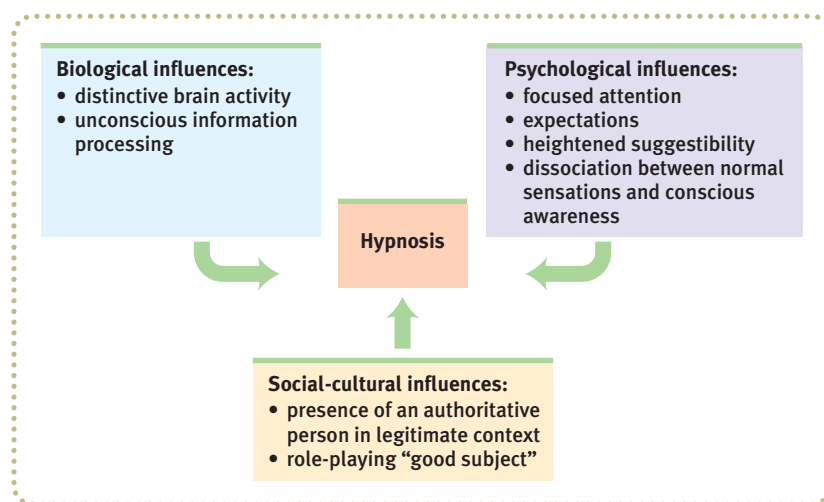 Biological influences:
• distinctive brain activity
• unconscious information
processing
Psychological influences:
• focused attention
• expectations
• heightened suggestibility
• dissociation between normal
sensations and conscious
awareness
Hypnosis
Social-cultural influences:
• presence of an authoritative
person in legitimate context
• role-playing “good subject”